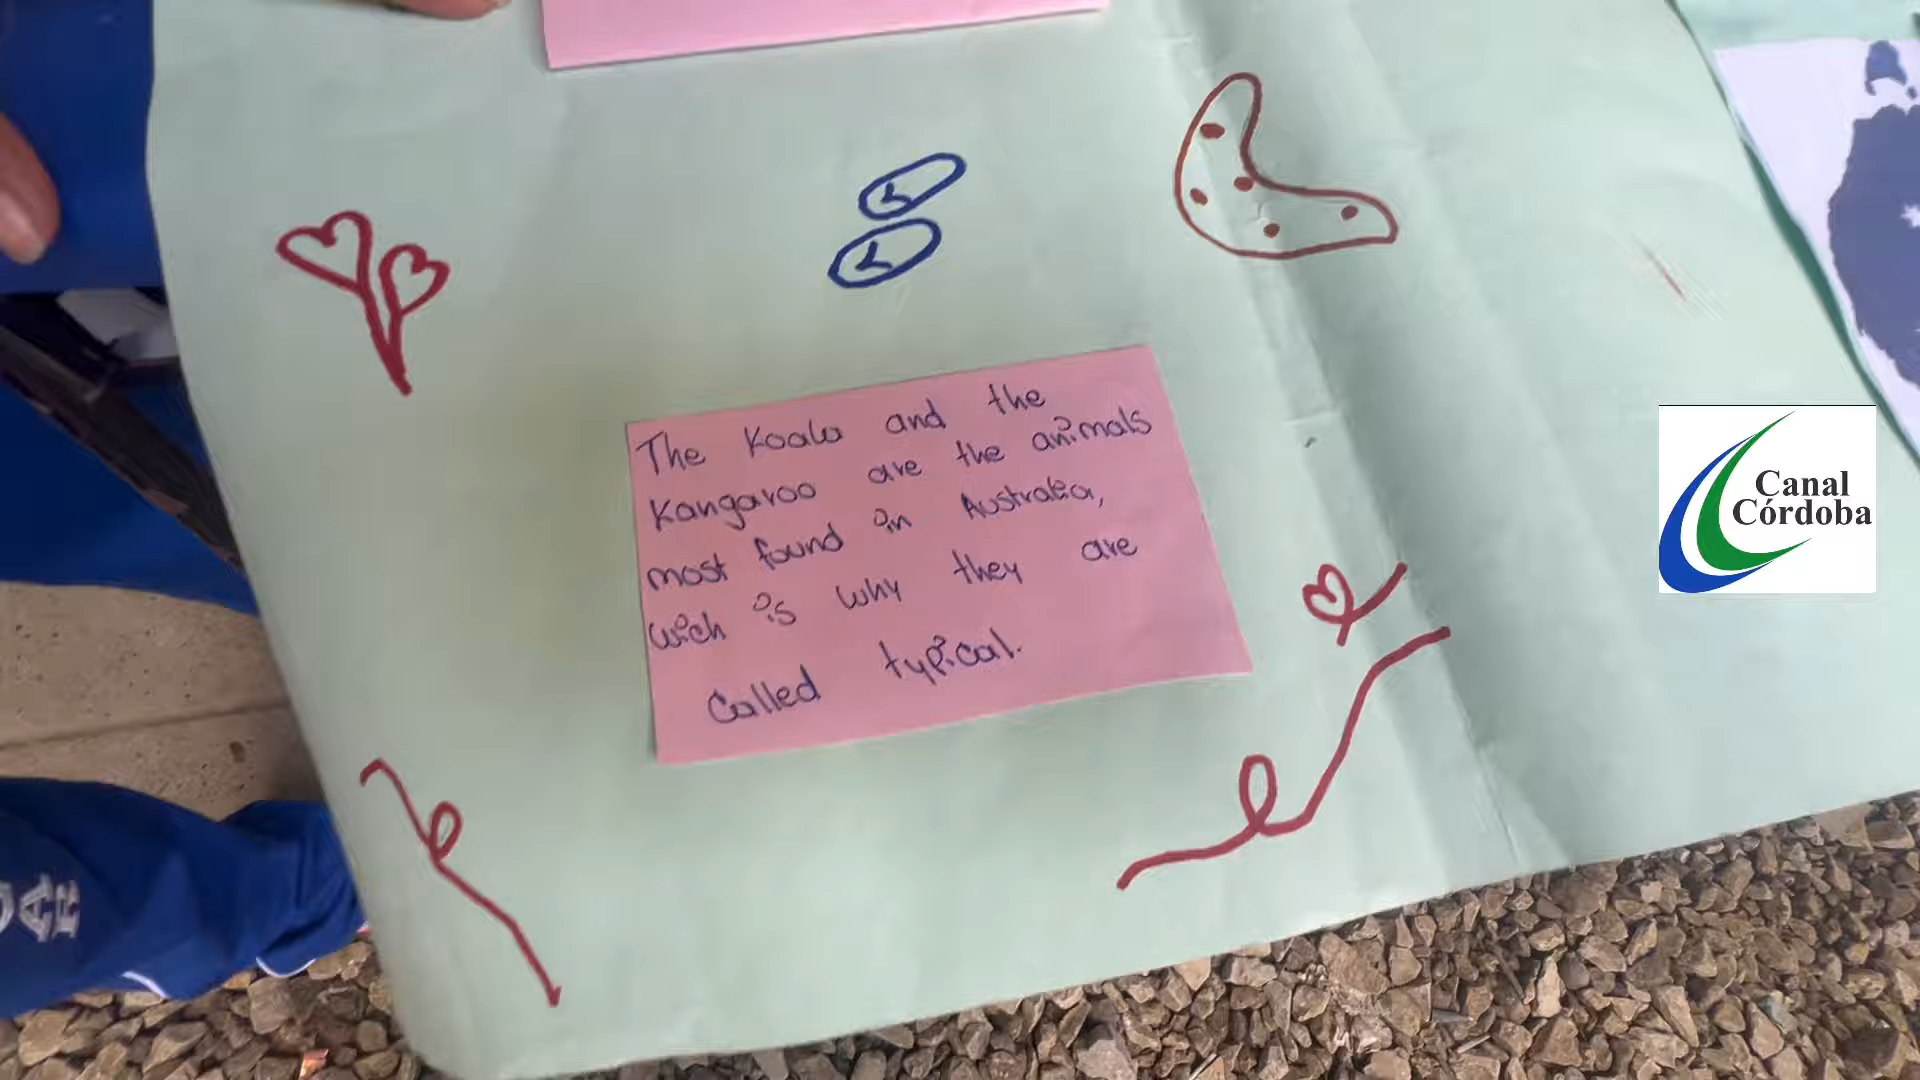 The Koala and the
Kangaroo are the animals
most found in Australia,
wich is why they are
called typical.
Canal
Córdoba